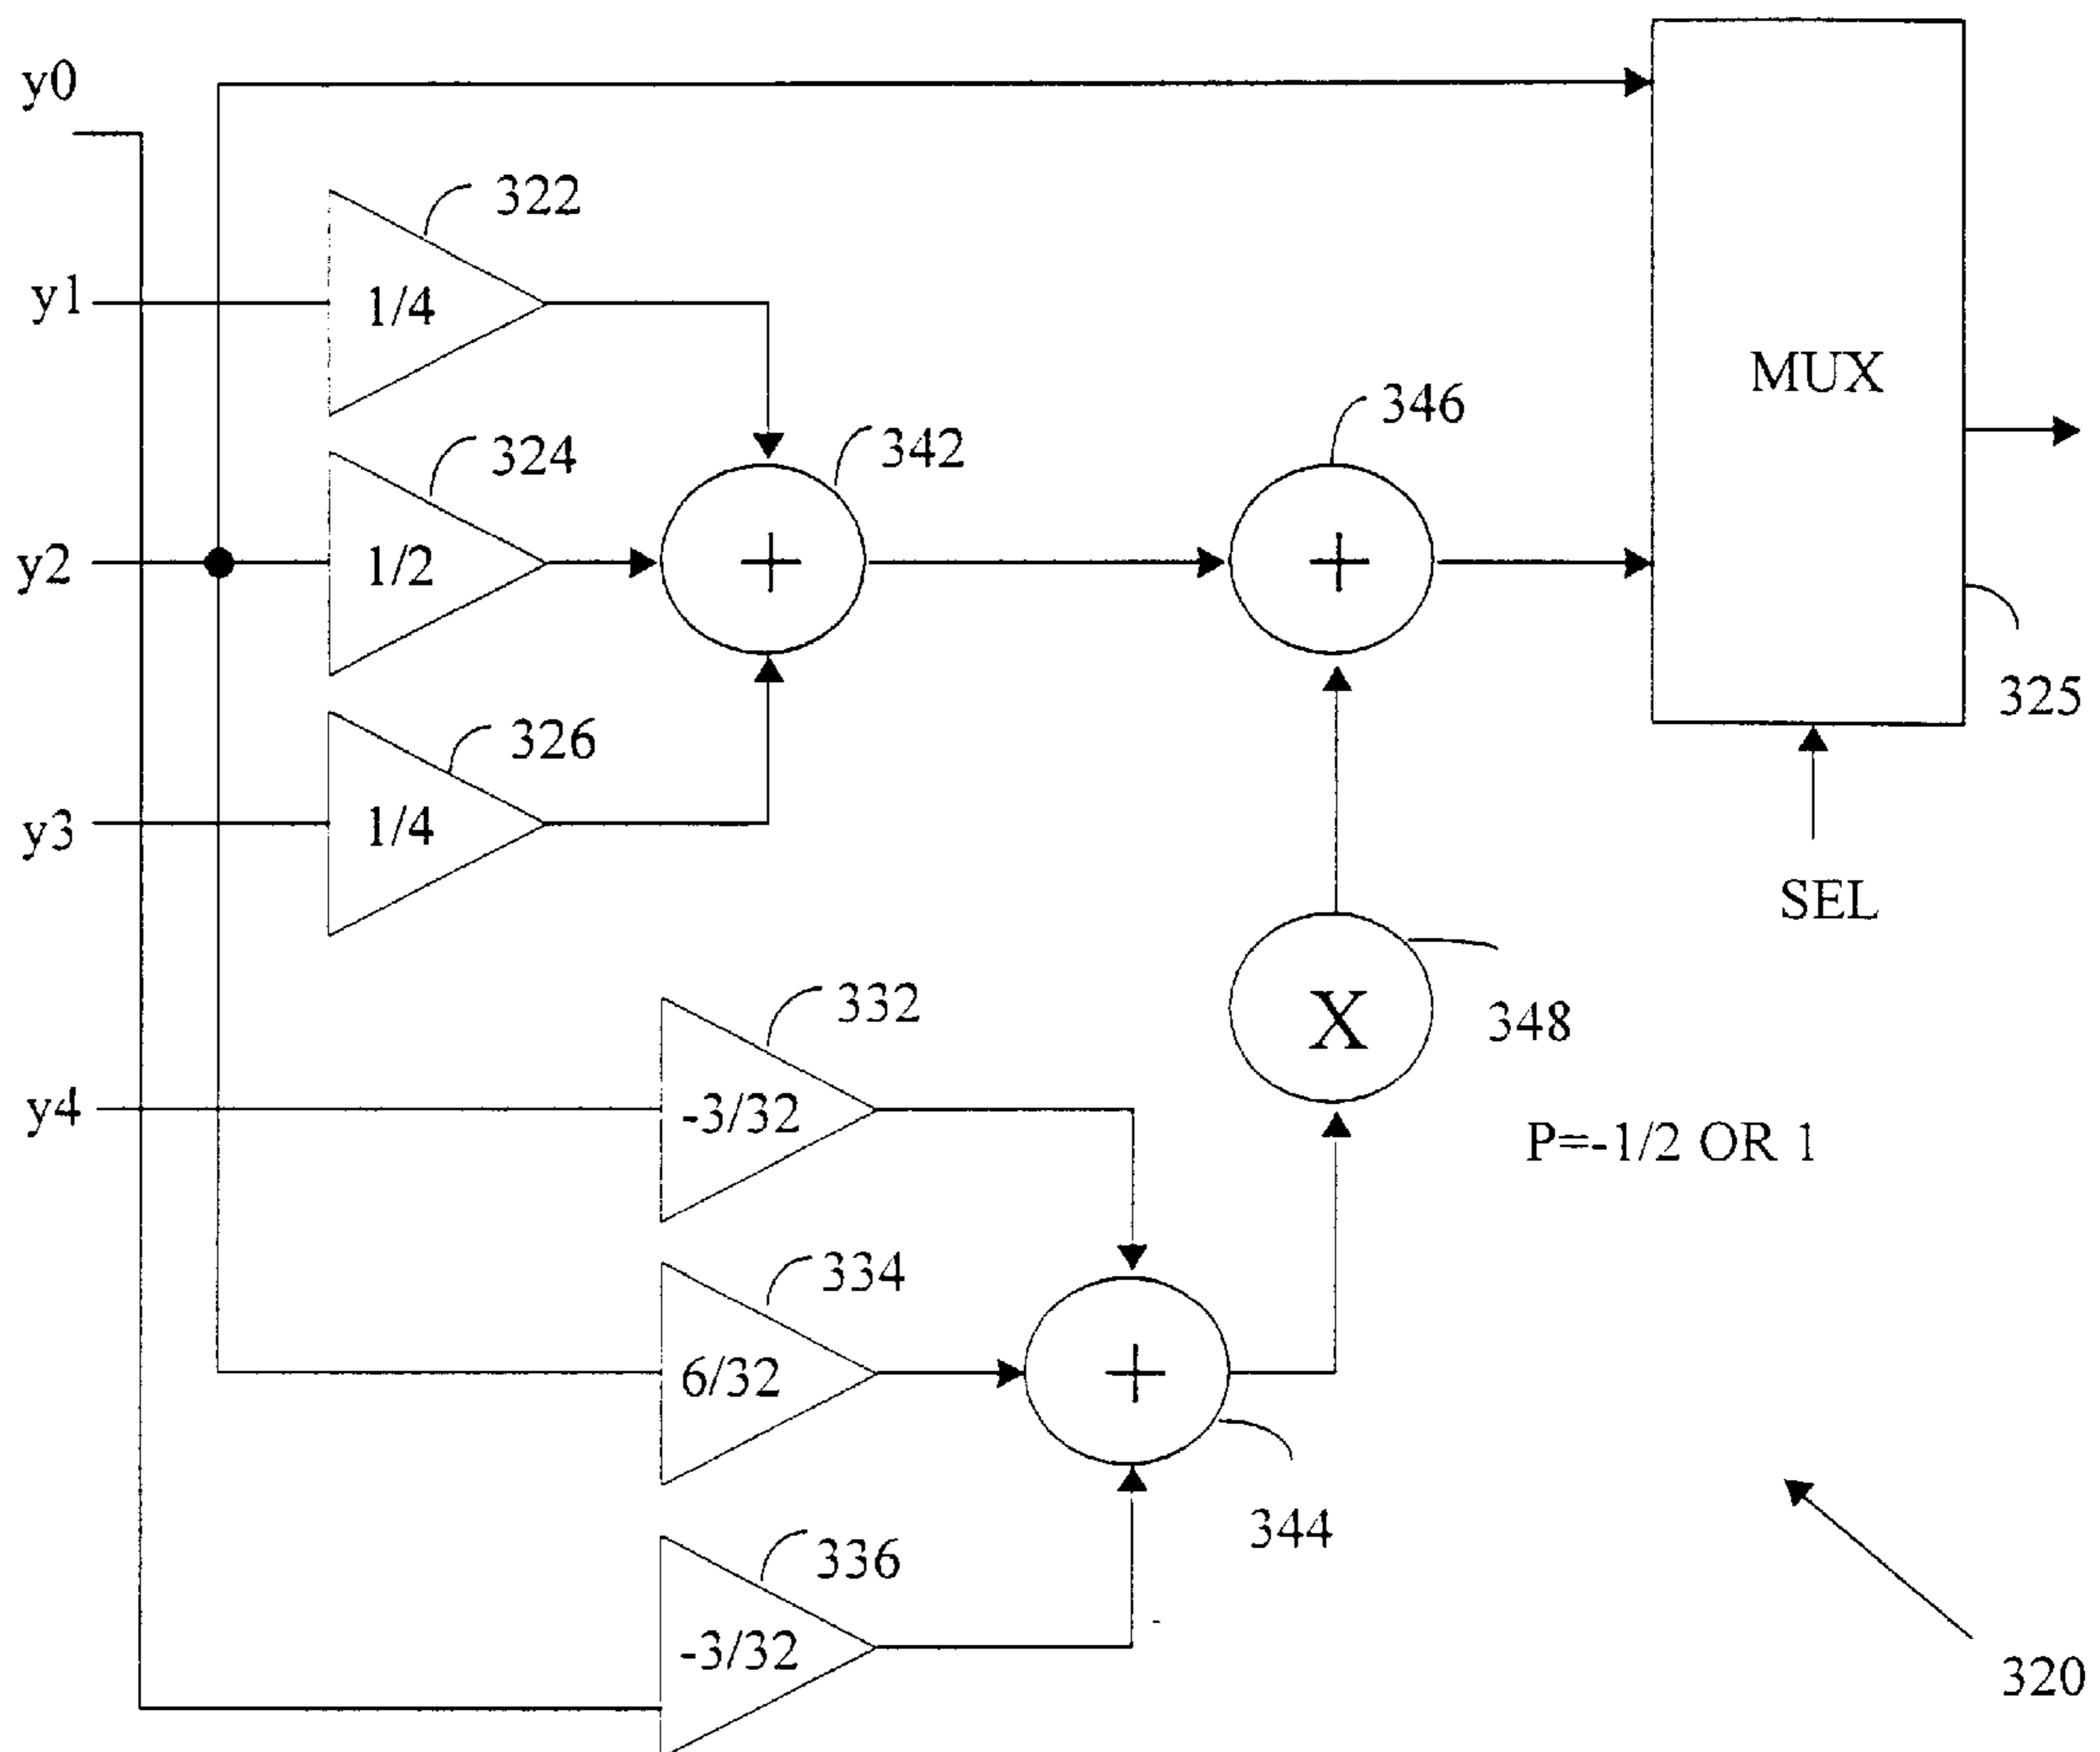 y0
322
y1
1/4
MUX
346
324
342
y2
1/2
+
+
325
326
y3
1/4
SEL
332
348
X
y4
-3/32
P=-1/2 OR 1
334
6/32
+
344
336
-3/32
320